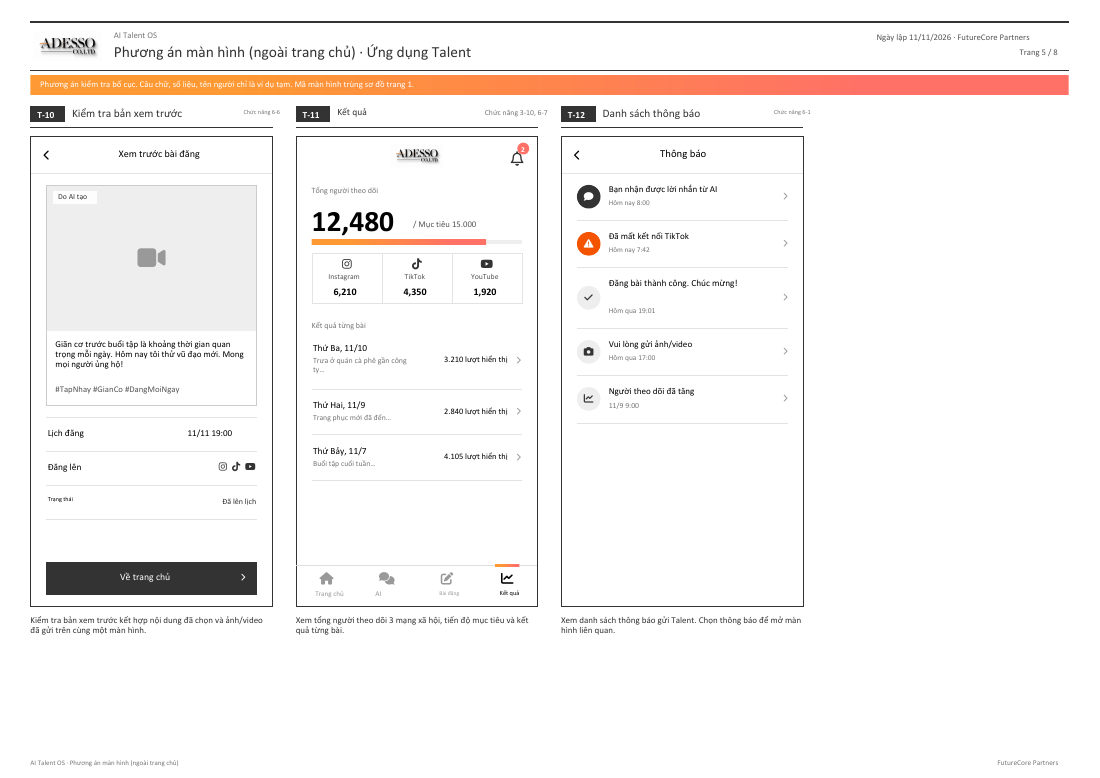 ADESSO
CO.,LTD
AI Talent OS
Phương án màn hình (ngoài trang chủ) · Ứng dụng Talent
Ngày lập 11/11/2026 · FutureCore Partners
Trang 5 / 8
Phương án kiểm tra bố cục. Câu chữ, số liệu, tên người chỉ là ví dụ tạm. Mã màn hình trùng sơ đồ trang 1.
T-10 Kiểm tra bản xem trước Chức năng 6-6
Xem trước bài đăng
Do AI tạo
Giãn cơ trước buổi tập là khoảng thời gian quan
trọng mỗi ngày. Hôm nay tôi thử vũ đạo mới. Mong
mọi người ủng hộ!
#TapNhay #GianCo #DangMoiNgay
Lịch đăng 11/11 19:00
Đăng lên
Trạng thái Đã lên lịch
Về trang chủ
Kiểm tra bản xem trước kết hợp nội dung đã chọn và ảnh/video
đã gửi trên cùng một màn hình.
T-11 Kết quả Chức năng 3-10, 6-7
ADESSO
CO.,LTD
2
Tổng người theo dõi
12,480 / Mục tiêu 15.000
Instagram TikTok YouTube
6,210 4,350 1,920
Kết quả từng bài
Thứ Ba, 11/10
Trưa ở quán cà phê gần công
ty...
3.210 lượt hiển thị
Thứ Hai, 11/9
Trang phục mới đã đến...
2.840 lượt hiển thị
Thứ Bảy, 11/7
Buổi tập cuối tuần...
4.105 lượt hiển thị
Trang chủ AI Bài đăng Kết quả
Xem tổng người theo dõi 3 mạng xã hội, tiến độ mục tiêu và kết
quả từng bài.
T-12 Danh sách thông báo Chức năng 6-1
Thông báo
Bạn nhận được lời nhắn từ AI
Hôm nay 8:00
Đã mất kết nối TikTok
Hôm nay 7:42
Đăng bài thành công. Chúc mừng!
Hôm qua 19:01
Vui lòng gửi ảnh/video
Hôm qua 17:00
Người theo dõi đã tăng
11/9 9:00
Xem danh sách thông báo gửi Talent. Chọn thông báo để mở màn
hình liên quan.
AI Talent OS · Phương án màn hình (ngoài trang chủ)
FutureCore Partners